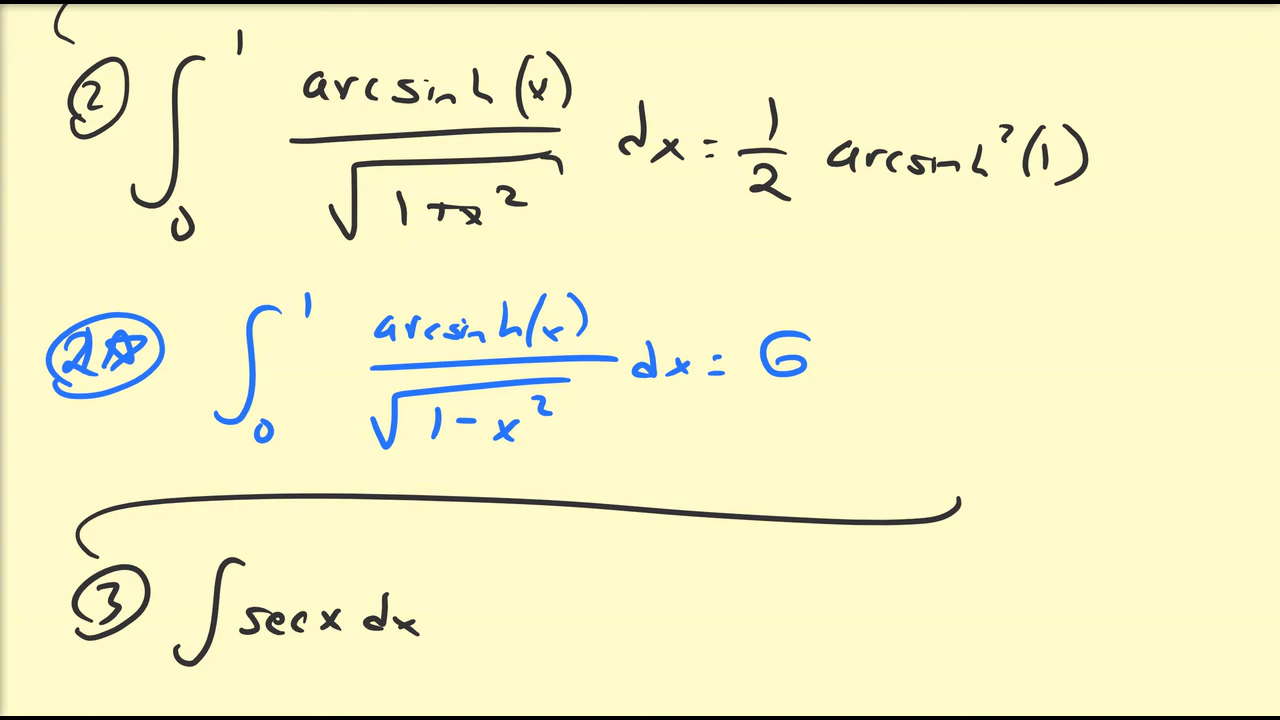 ② ∫₀¹ arcsinh(x) / √(1+x²) dx = 1/2 arcsinh²(1)
2☆ ∫₀¹ arcsinh(x) / √(1-x²) dx = G
③ ∫ sec x dx